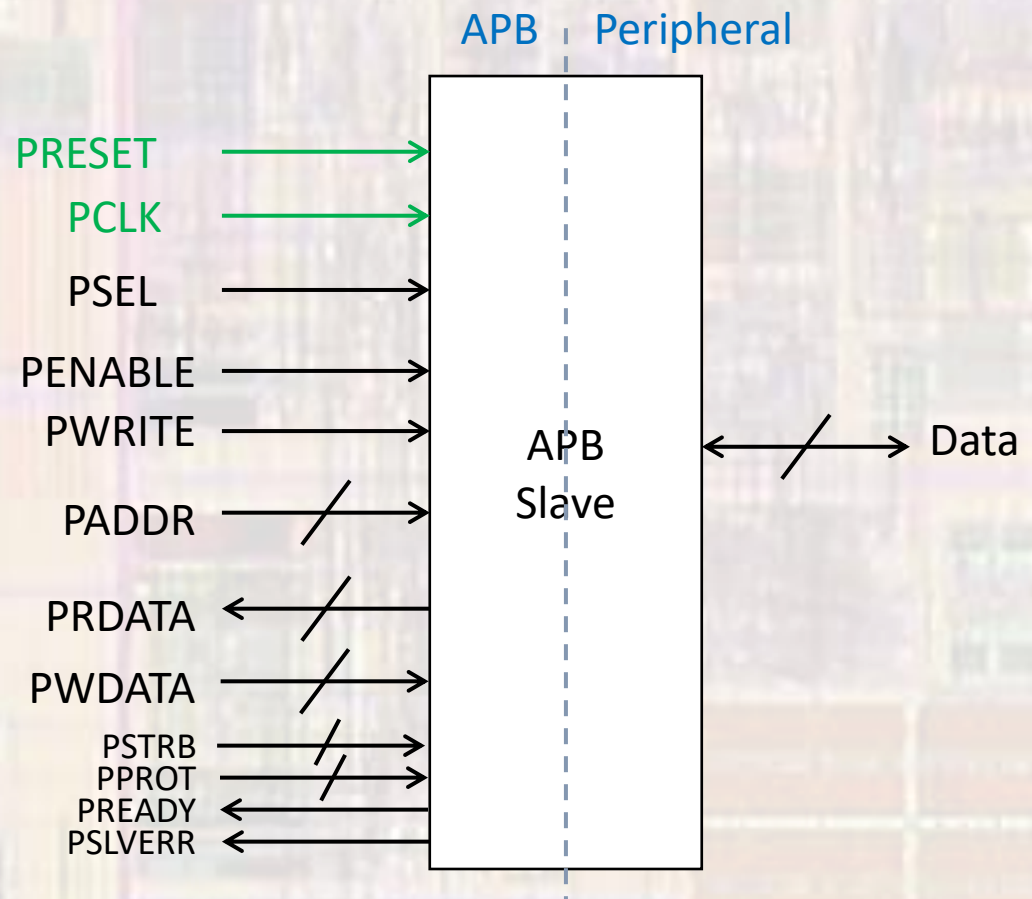 APB Peripheral
PRESET
PCLK
PSEL
PENABLE
PWRITE
APB
Slave
Data
PADDR
PRDATA
PWDATA
PSTRB
PPROT
PREADY
PSLVERR